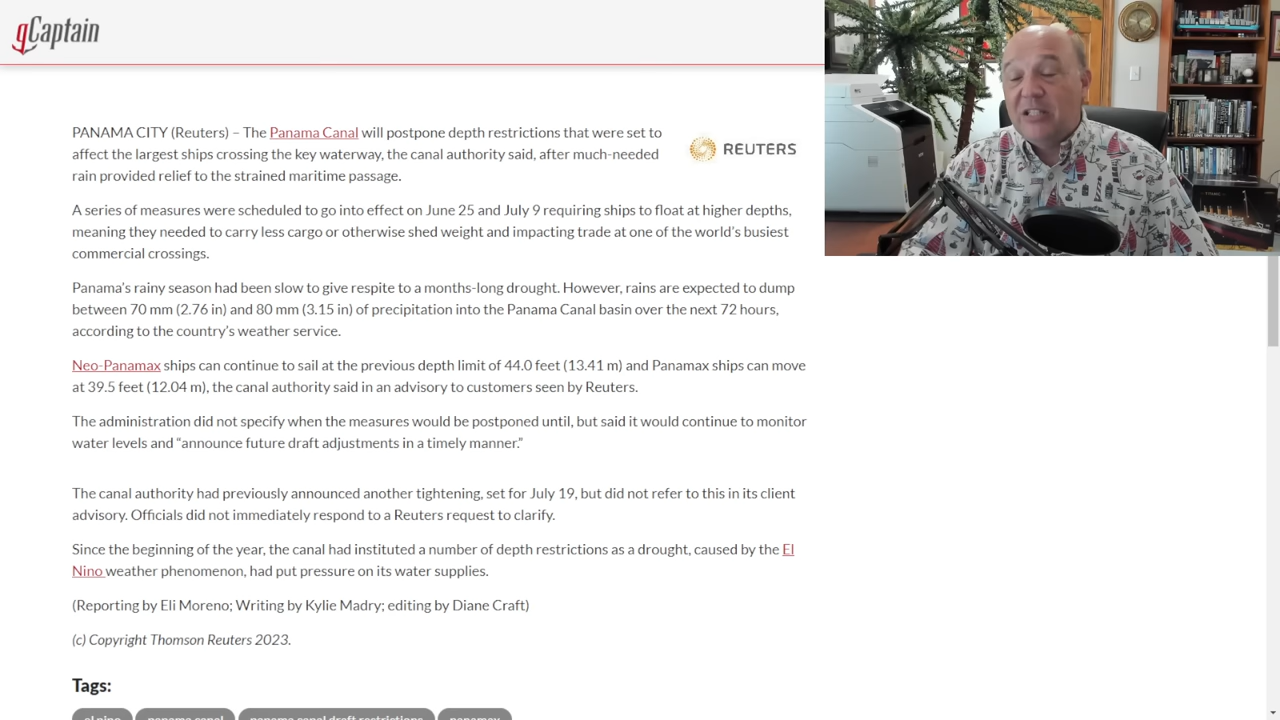 gCaptain
PANAMA CITY (Reuters) – The Panama Canal will postpone depth restrictions that were set to
affect the largest ships crossing the key waterway, the canal authority said, after much-needed
rain provided relief to the strained maritime passage.
REUTERS
A series of measures were scheduled to go into effect on June 25 and July 9 requiring ships to float at higher depths,
meaning they needed to carry less cargo or otherwise shed weight and impacting trade at one of the world’s busiest
commercial crossings.
Panama’s rainy season had been slow to give respite to a months-long drought. However, rains are expected to dump
between 70 mm (2.76 in) and 80 mm (3.15 in) of precipitation into the Panama Canal basin over the next 72 hours,
according to the country’s weather service.
Neo-Panamax ships can continue to sail at the previous depth limit of 44.0 feet (13.41 m) and Panamax ships can move
at 39.5 feet (12.04 m), the canal authority said in an advisory to customers seen by Reuters.
The administration did not specify when the measures would be postponed until, but said it would continue to monitor
water levels and “announce future draft adjustments in a timely manner.”
The canal authority had previously announced another tightening, set for July 19, but did not refer to this in its client
advisory. Officials did not immediately respond to a Reuters request to clarify.
Since the beginning of the year, the canal had instituted a number of depth restrictions as a drought, caused by the El
Nino weather phenomenon, had put pressure on its water supplies.
(Reporting by Eli Moreno; Writing by Kylie Madry; editing by Diane Craft)
(c) Copyright Thomson Reuters 2023.
Tags:
el nino panama canal panama canal draft restrictions panamax